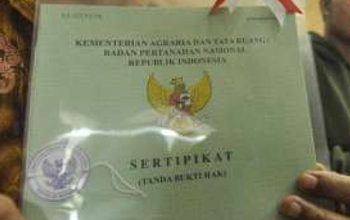 KEMENTERIAN AGRARIA DAN TATA RUANG/
BADAN PERTANAHAN NASIONAL
REPUBLIK INDONESIA
SERTIPIKAT
(TANDA BUKTI HAK)